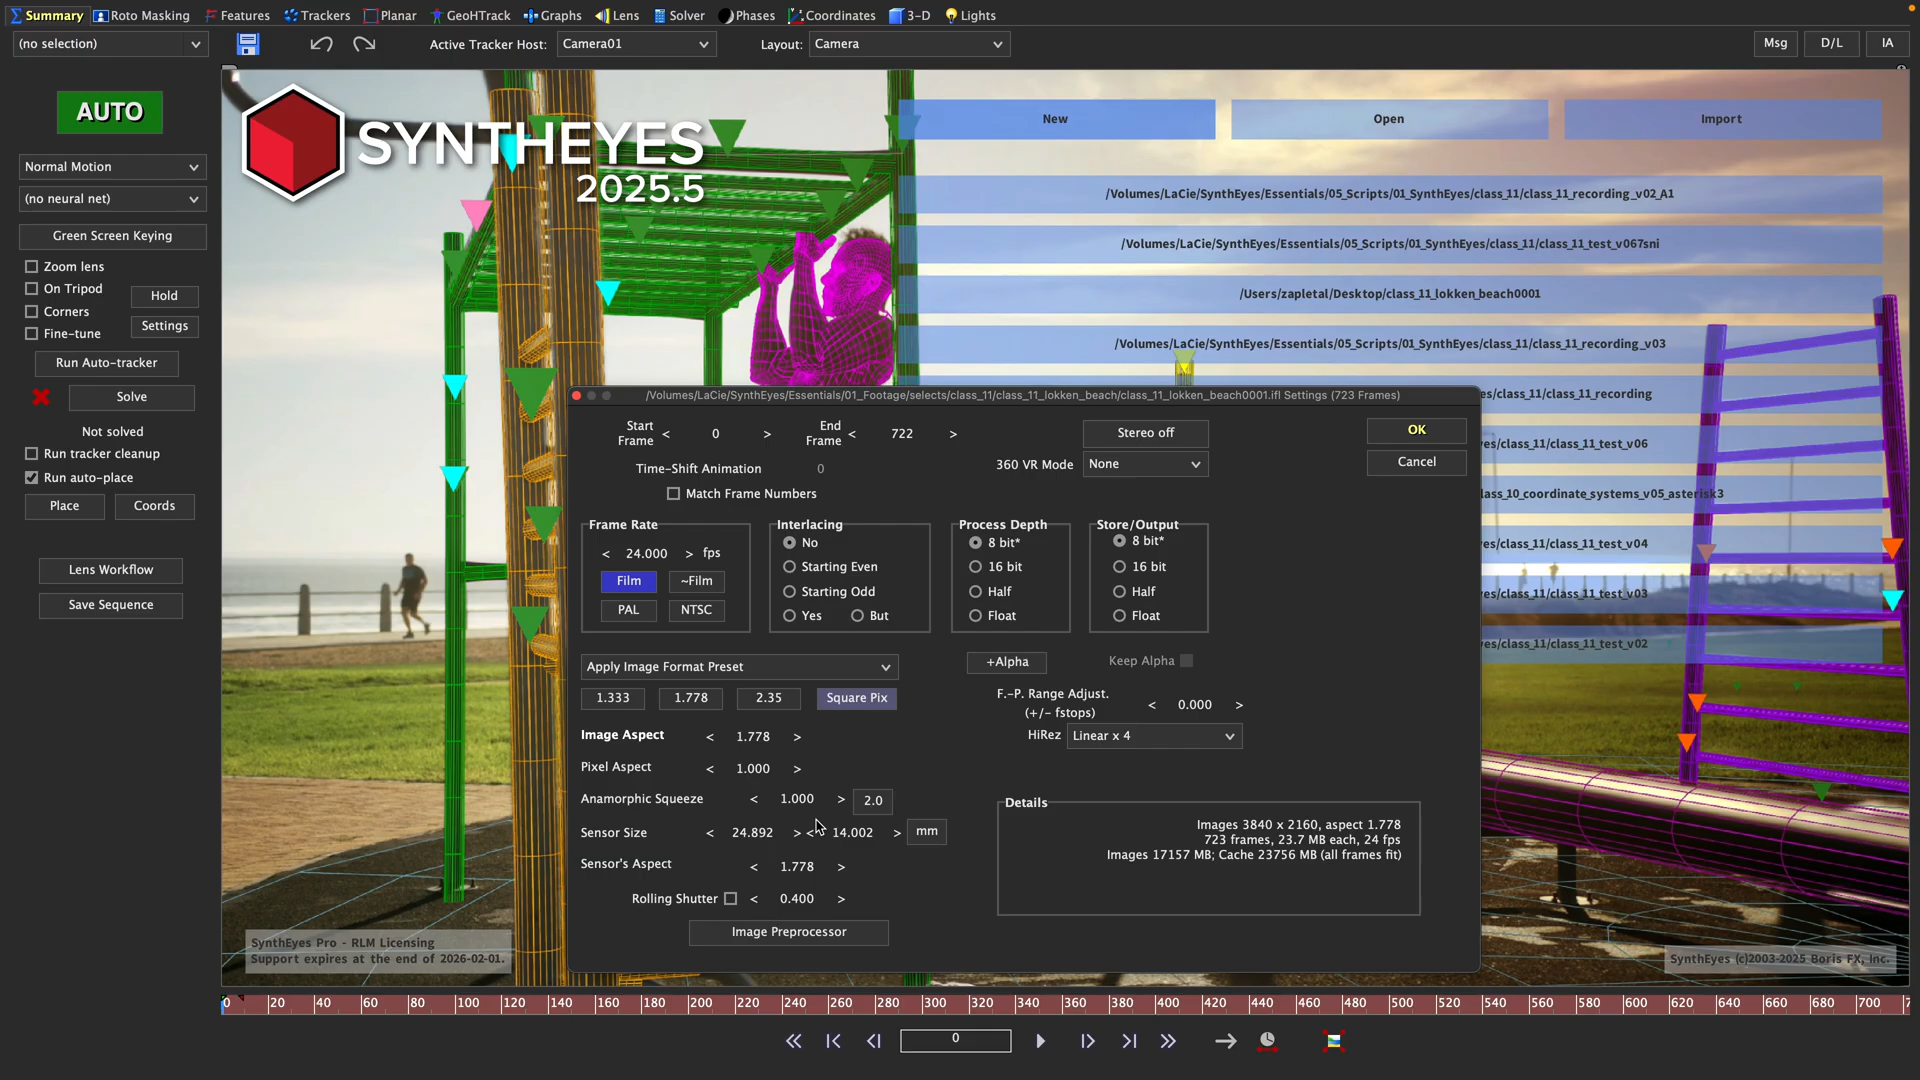 Summary Roto Masking Features Trackers Planar GeoHTrack Graphs Lens Solver Phases Coordinates 3-D Lights
(no selection) Active Tracker Host: Camera01 Layout: Camera Msg D/L IA
AUTO
Normal Motion
(no neural net)
Green Screen Keying
Zoom lens
On Tripod
Hold
Corners
Settings
Fine-tune
Run Auto-tracker
Solve
Not solved
Run tracker cleanup
Run auto-place
Place Coords
Lens Workflow
Save Sequence
SYNTHEYES
2025.5
New Open Import
/Volumes/LaCie/SynthEyes/Essentials/05_Scripts/01_SynthEyes/class_11/class_11_recording_v02_A1
/Volumes/LaCie/SynthEyes/Essentials/05_Scripts/01_SynthEyes/class_11/class_11_test_v067sni
/Users/zapletal/Desktop/class_11_lokken_beach0001
/Volumes/LaCie/SynthEyes/Essentials/05_Scripts/01_SynthEyes/class_11/class_11_recording_v03
es/class_11/class_11_recording
yes/class_11/class_11_test_v06
lass_10_coordinate_systems_v05_asterisk3
yes/class_11/class_11_test_v04
yes/class_11/class_11_test_v03
yes/class_11/class_11_test_v02
/Volumes/LaCie/SynthEyes/Essentials/01_Footage/selects/class_11/class_11_lokken_beach/class_11_lokken_beach0001.ifl Settings (723 Frames)
Start Frame < 0 > End Frame < 722 > Stereo off OK
Time-Shift Animation 0 360 VR Mode None Cancel
Match Frame Numbers
Frame Rate Interlacing Process Depth Store/Output
< 24.000 > fps
Film ~Film
PAL NTSC
No
Starting Even
Starting Odd
Yes But
8 bit*
16 bit
Half
Float
8 bit*
16 bit
Half
Float
Apply Image Format Preset +Alpha Keep Alpha
1.333 1.778 2.35 Square Pix
F.-P. Range Adjust.
(+/- fstops) < 0.000 >
HiRez Linear x 4
Image Aspect < 1.778 >
Pixel Aspect < 1.000 >
Anamorphic Squeeze < 1.000 > 2.0
Sensor Size < 24.892 > < 14.002 > mm
Sensor's Aspect < 1.778 >
Rolling Shutter < 0.400 >
Image Preprocessor
Details
Images 3840 x 2160, aspect 1.778
723 frames, 23.7 MB each, 24 fps
Images 17157 MB; Cache 23756 MB (all frames fit)
SynthEyes Pro - RLM Licensing
Support expires at the end of 2026-02-01.
SynthEyes (c)2003-2025 Boris FX, Inc.
0 20 40 60 80 100 120 140 160 180 200 220 240 260 280 300 320 340 360 380 400 420 440 460 480 500 520 540 560 580 600 620 640 660 680 700
0